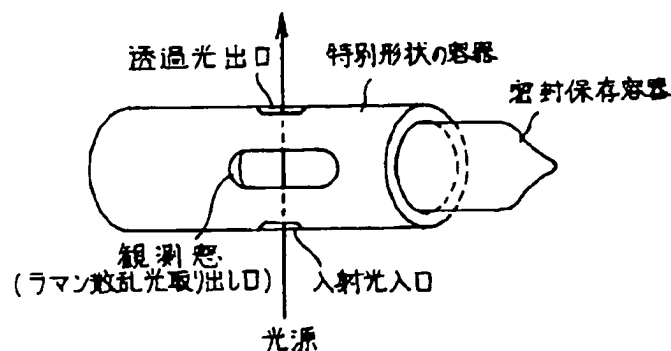 透過光出口
特別形状の容器
密封保存容器
観測窓
(ラマン散乱光取り出し口)
入射光入口
光源